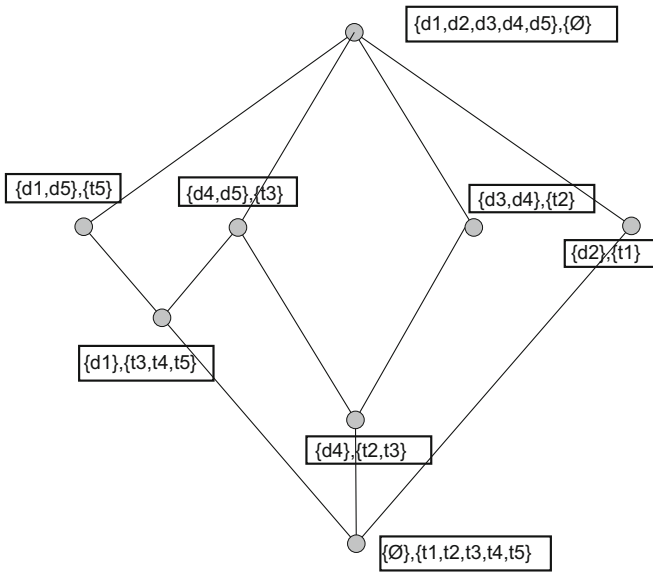 {d1,d2,d3,d4,d5},{Ø}
{d1,d5},{t5}
{d4,d5},{t3}
{d3,d4},{t2}
{d2},{t1}
{d1},{t3,t4,t5}
{d4},{t2,t3}
{Ø},{t1,t2,t3,t4,t5}